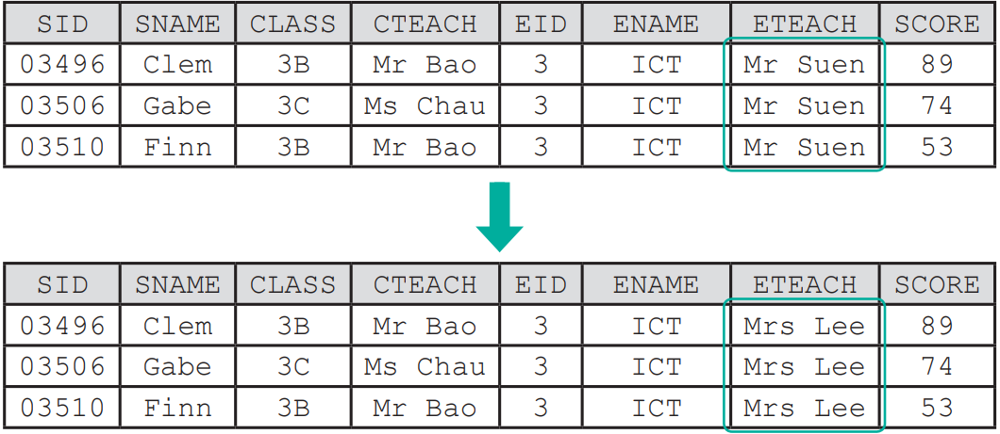 SID SNAME CLASS CTEACH EID ENAME ETEACH SCORE
03496 Clem 3B Mr Bao 3 ICT Mr Suen 89
03506 Gabe 3C Ms Chau 3 ICT Mr Suen 74
03510 Finn 3B Mr Bao 3 ICT Mr Suen 53
SID SNAME CLASS CTEACH EID ENAME ETEACH SCORE
03496 Clem 3B Mr Bao 3 ICT Mrs Lee 89
03506 Gabe 3C Ms Chau 3 ICT Mrs Lee 74
03510 Finn 3B Mr Bao 3 ICT Mrs Lee 53